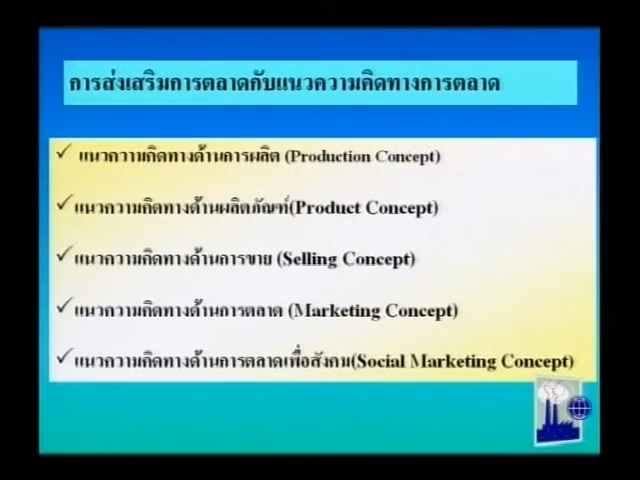 การส่งเสริมการตลาดกับแนวความคิดทางการตลาด
✓ แนวความคิดทางด้านการผลิต (Production Concept)
✓ แนวความคิดทางด้านผลิตภัณฑ์(Product Concept)
✓ แนวความคิดทางด้านการขาย (Selling Concept)
✓ แนวความคิดทางด้านการตลาด (Marketing Concept)
✓ แนวความคิดทางด้านการตลาดเพื่อสังคม(Social Marketing Concept)